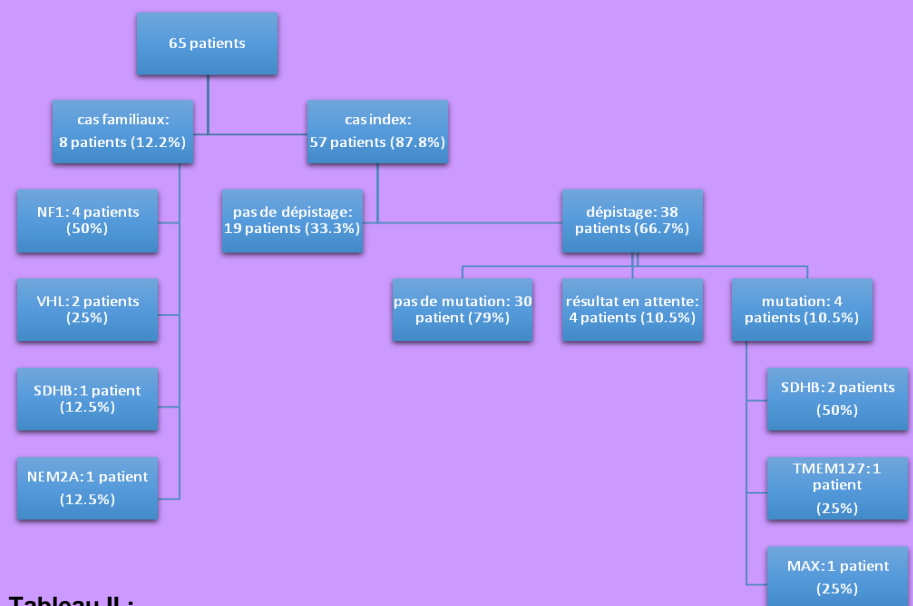 65 patients
cas familiaux:
8 patients (12.2%)
cas index:
57 patients (87.8%)
NF1: 4 patients
(50%)
VHL: 2 patients
(25%)
SDHB: 1 patient
(12.5%)
NEM2A: 1 patient
(12.5%)
pas de dépistage:
19 patients (33.3%)
dépistage: 38
patients (66.7%)
pas de mutation: 30
patient (79%)
résultat en attente:
4 patients (10.5%)
mutation: 4
patients (10.5%)
SDHB: 2 patients
(50%)
TMEM127: 1
patient
(25%)
MAX: 1 patient
(25%)
Tableau II :